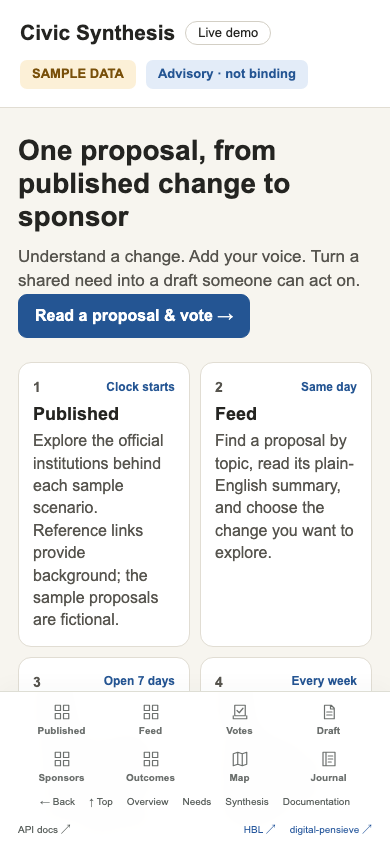 Civic Synthesis Live demo
SAMPLE DATA Advisory · not binding
One proposal, from
published change to
sponsor
Understand a change. Add your voice. Turn a
shared need into a draft someone can act on.
Read a proposal & vote →
1 Clock starts
Published
Explore the official
institutions behind
each sample
scenario.
Reference links
provide
background; the
sample proposals
are fictional.
2 Same day
Feed
Find a proposal by
topic, read its plain-
English summary,
and choose the
change you want to
explore.
3 Open 7 days
4 Every week
Published Feed Votes Draft
Sponsors Outcomes Map Journal
← Back ↑ Top Overview Needs Synthesis Documentation
API docs ↗ HBL ↗ digital-pensieve ↗